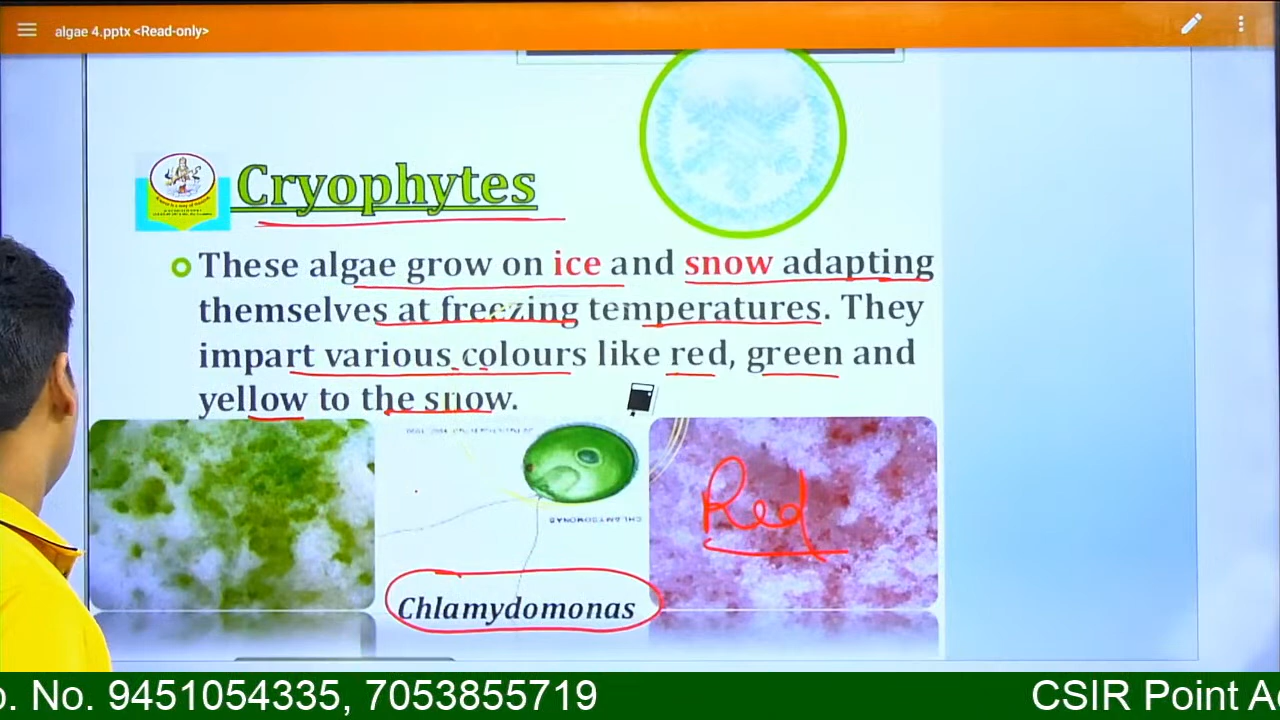 algae 4.pptx <Read-only>
Cryophytes
These algae grow on ice and snow adapting
themselves at freezing temperatures. They
impart various colours like red, green and
yellow to the snow.
Red
CHLAMYDOMONAS
Chlamydomonas
o. No. 9451054335, 7053855719
CSIR Point A